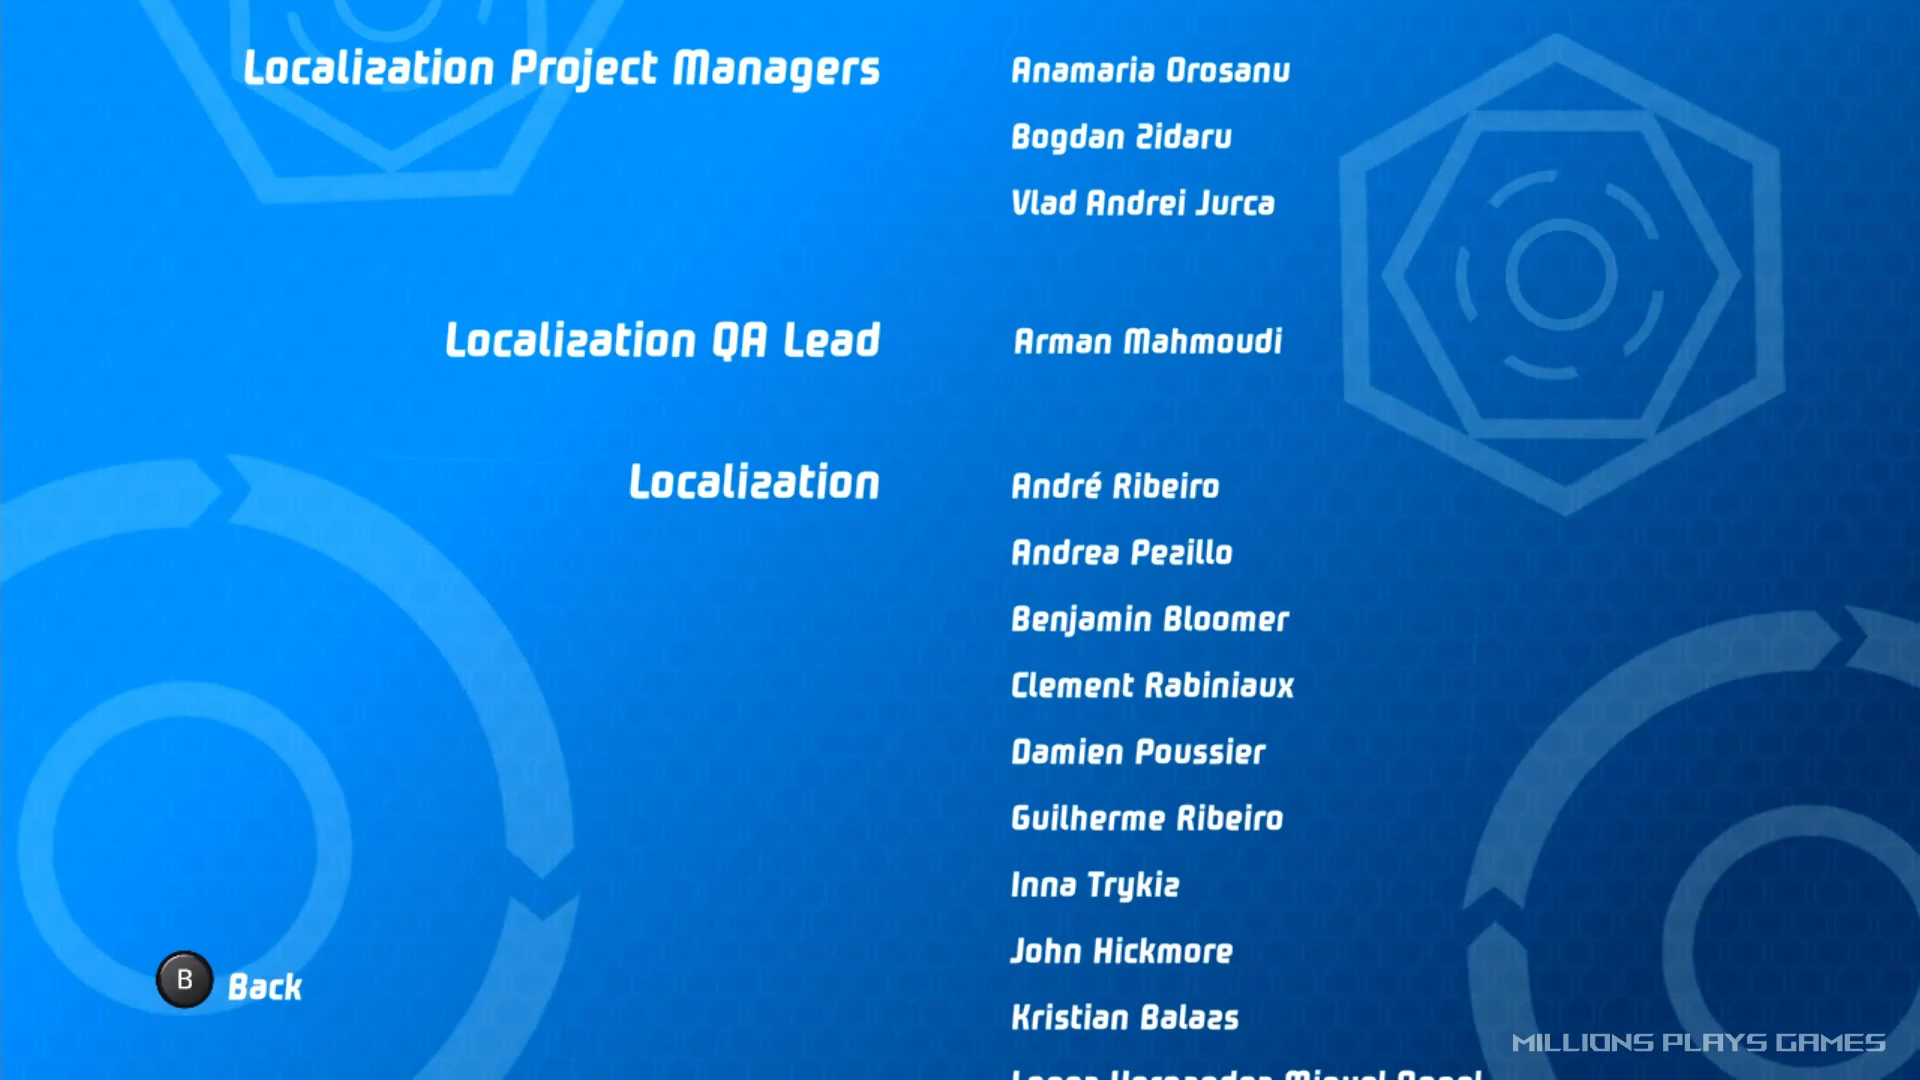 Localization Project Managers Anamaria Orosanu
Bogdan Zidaru
Vlad Andrei Jurca
Localization QA Lead Arman Mahmoudi
Localization André Ribeiro
Andrea Pezillo
Benjamin Bloomer
Clement Rabiniaux
Damien Poussier
Guilherme Ribeiro
Inna Trykiz
John Hickmore
Kristian Balazs
B Back
MILLIONS PLAYS GAMES